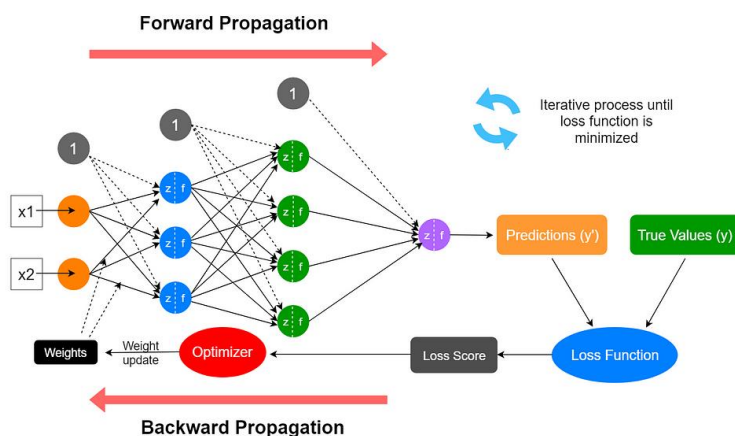 Forward Propagation
1
1
1
Iterative process until
loss function is
minimized
z f
z f
z f
x1
z f
z f
z f
Predictions (y')
True Values (y)
x2
z f
z f
z f
Weights
Weight
update
Optimizer
Loss Score
Loss Function
Backward Propagation